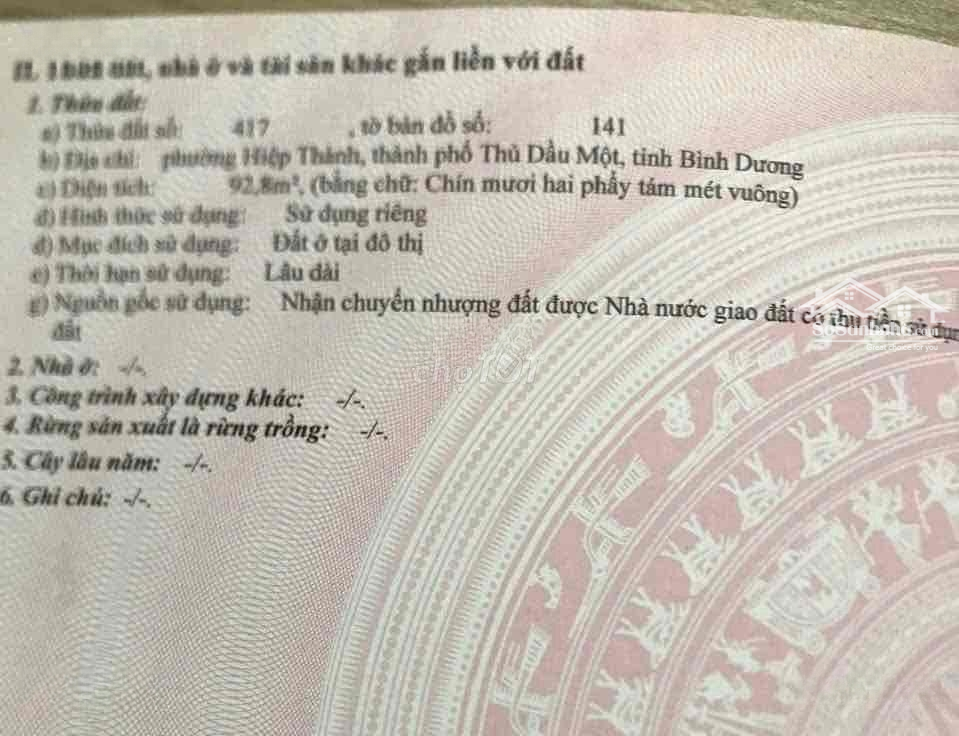 II. Thửa đất, nhà ở và tài sản khác gắn liền với đất
1. Thửa đất:
a) Thửa đất số: 417 , tờ bản đồ số: 141
b) Địa chỉ: phường Hiệp Thành, thành phố Thủ Dầu Một, tỉnh Bình Dương
c) Diện tích: 92,8m², (bằng chữ: Chín mươi hai phẩy tám mét vuông)
d) Hình thức sử dụng: Sử dụng riêng
đ) Mục đích sử dụng: Đất ở tại đô thị
e) Thời hạn sử dụng: Lâu dài
g) Nguồn gốc sử dụng: Nhận chuyển nhượng đất được Nhà nước giao đất có thu tiền sử dụng
đất
2. Nhà ở: -/-.
chợTỐT
3. Công trình xây dựng khác: -/-.
4. Rừng sản xuất là rừng trồng: -/-.
5. Cây lâu năm: -/-.
6. Ghi chú: -/-.